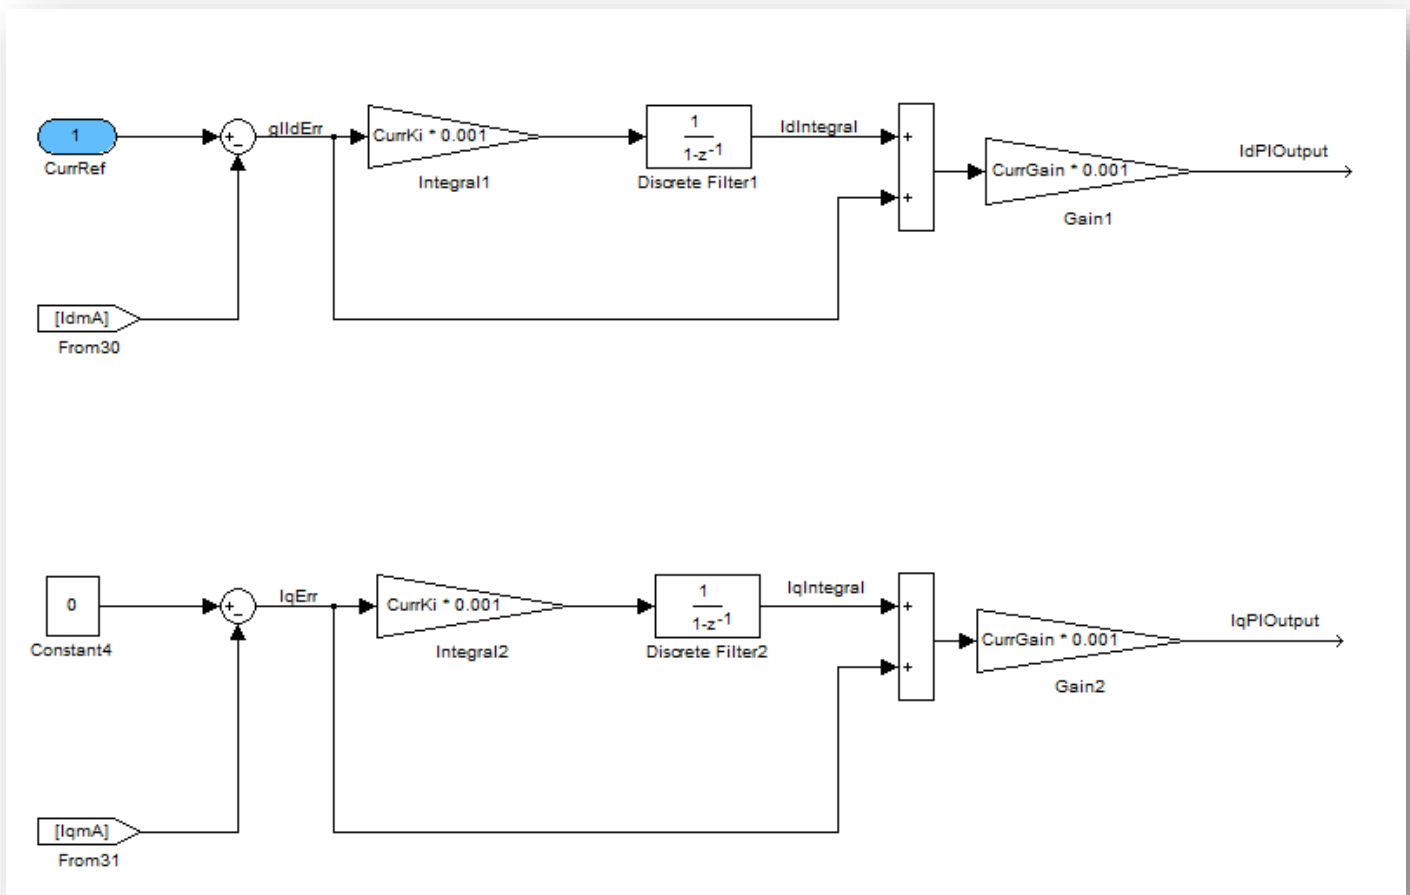 1
CurrRef
+
−
qIIdErr
CurrKi * 0.001
Integral1
1
1-z-1
Discrete Filter1
IdIntegral
+
+
CurrGain * 0.001
Gain1
IdPIOutput
[IdmA]
From30
0
Constant4
+
−
IqErr
CurrKi * 0.001
Integral2
1
1-z-1
Discrete Filter2
IqIntegral
+
+
CurrGain * 0.001
Gain2
IqPIOutput
[IqmA]
From31